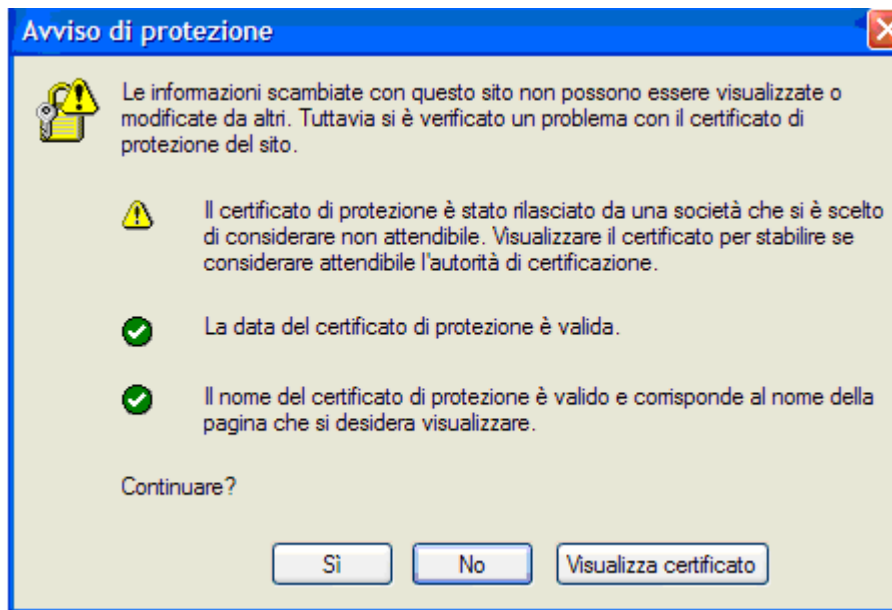 Avviso di protezione
Le informazioni scambiate con questo sito non possono essere visualizzate o
modificate da altri. Tuttavia si è verificato un problema con il certificato di
protezione del sito.
Il certificato di protezione è stato rilasciato da una società che si è scelto
di considerare non attendibile. Visualizzare il certificato per stabilire se
considerare attendibile l'autorità di certificazione.
La data del certificato di protezione è valida.
Il nome del certificato di protezione è valido e corrisponde al nome della
pagina che si desidera visualizzare.
Continuare?
Sì No Visualizza certificato